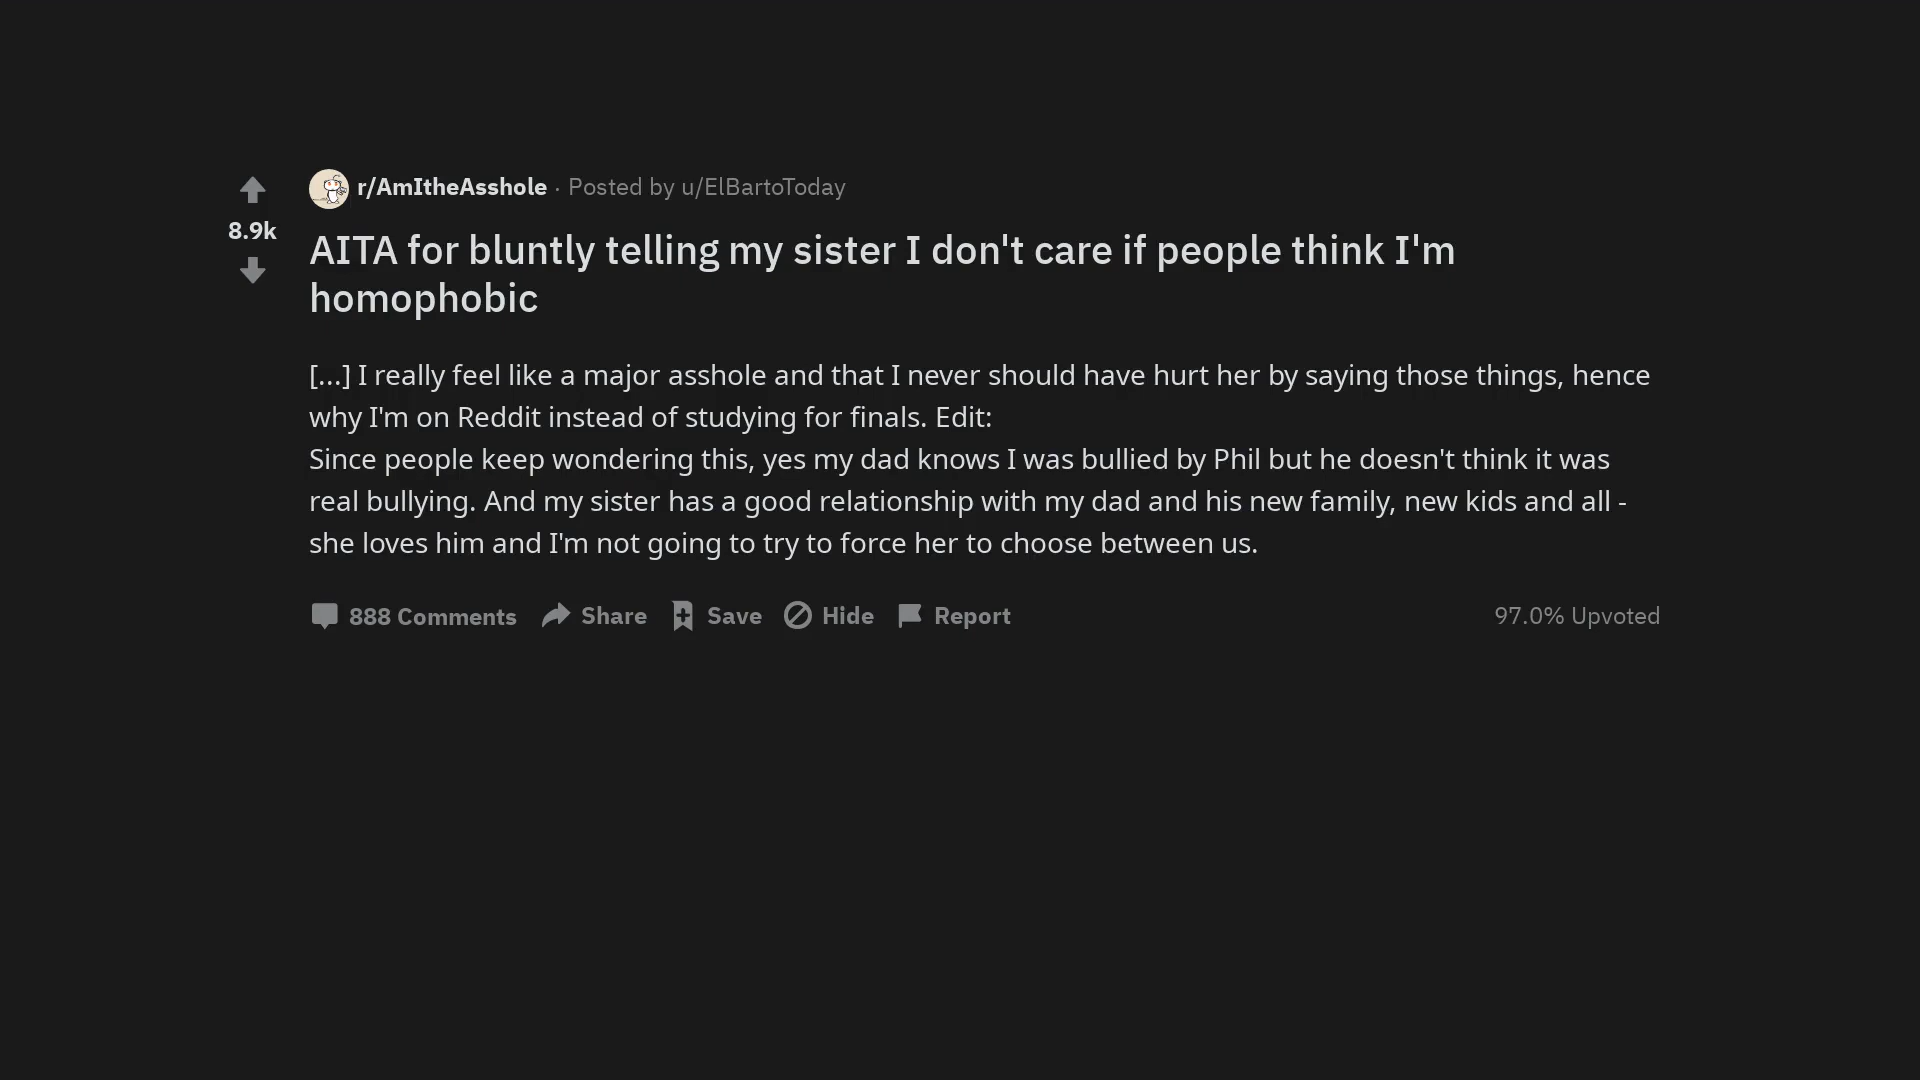 r/AmItheAsshole · Posted by u/ElBartoToday
8.9k
AITA for bluntly telling my sister I don't care if people think I'm
homophobic
[...] I really feel like a major asshole and that I never should have hurt her by saying those things, hence
why I'm on Reddit instead of studying for finals. Edit:
Since people keep wondering this, yes my dad knows I was bullied by Phil but he doesn't think it was
real bullying. And my sister has a good relationship with my dad and his new family, new kids and all -
she loves him and I'm not going to try to force her to choose between us.
888 Comments Share Save Hide Report 97.0% Upvoted